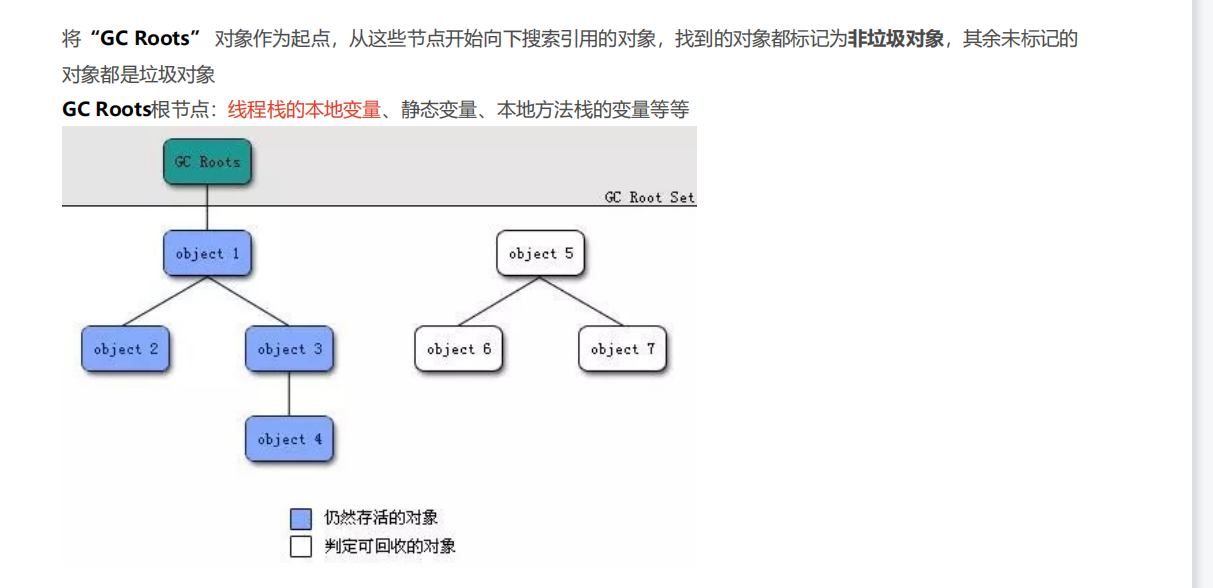 将“GC Roots” 对象作为起点，从这些节点开始向下搜索引用的对象，找到的对象都标记为非垃圾对象，其余未标记的
对象都是垃圾对象
GC Roots根节点：线程栈的本地变量、静态变量、本地方法栈的变量等等
GC Roots
GC Root Set
object 1
object 5
object 2
object 3
object 6
object 7
object 4
仍然存活的对象
判定可回收的对象